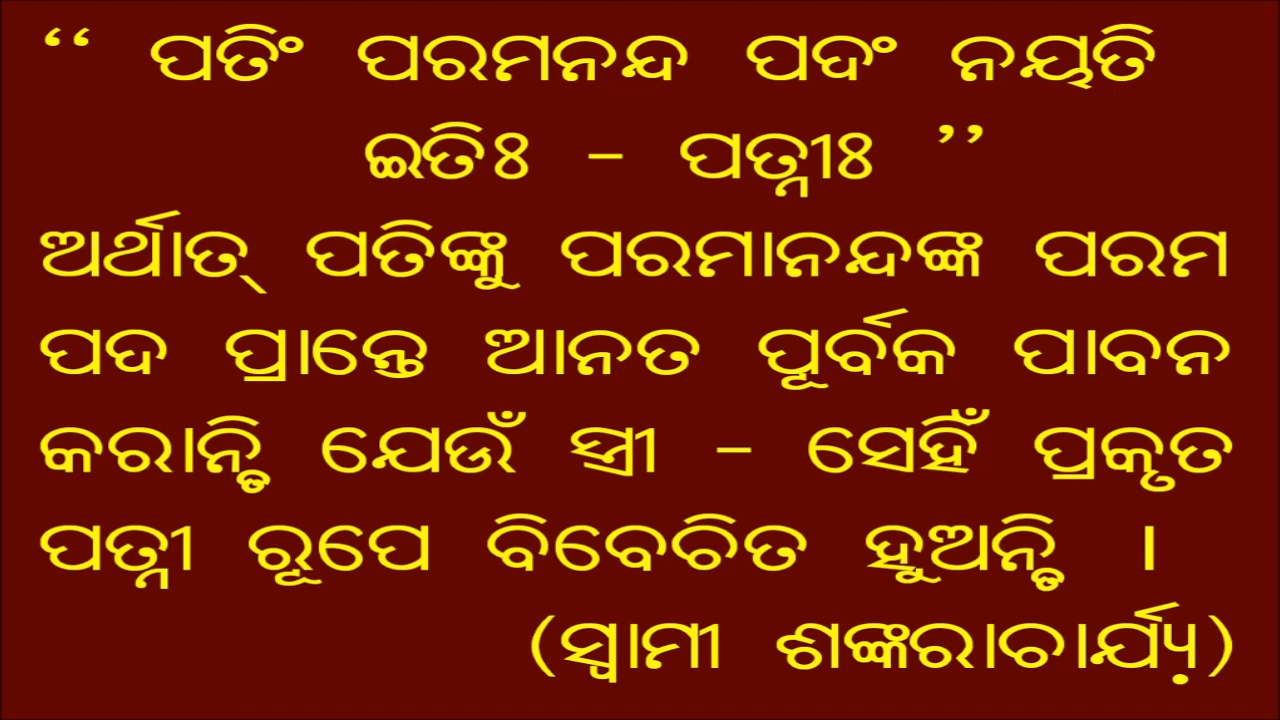 “ ପତିଂ ପରମନନ୍ଦ ପଦଂ ନୟତି
ଇତିଃ - ପତ୍ନୀଃ ”
ଅର୍ଥାତ୍ ପତିଙ୍କୁ ପରମାନନ୍ଦଙ୍କ ପରମ
ପଦ ପ୍ରାନ୍ତେ ଆନତ ପୂର୍ବକ ପାବନ
କରାନ୍ତି ଯେଉଁ ସ୍ତ୍ରୀ - ସେହିଁ ପ୍ରକୃତ
ପତ୍ନୀ ରୂପେ ବିବେଚିତ ହୁଅନ୍ତି ।
(ସ୍ୱାମୀ ଶଙ୍କରାଚାର୍ଯ୍ୟ)